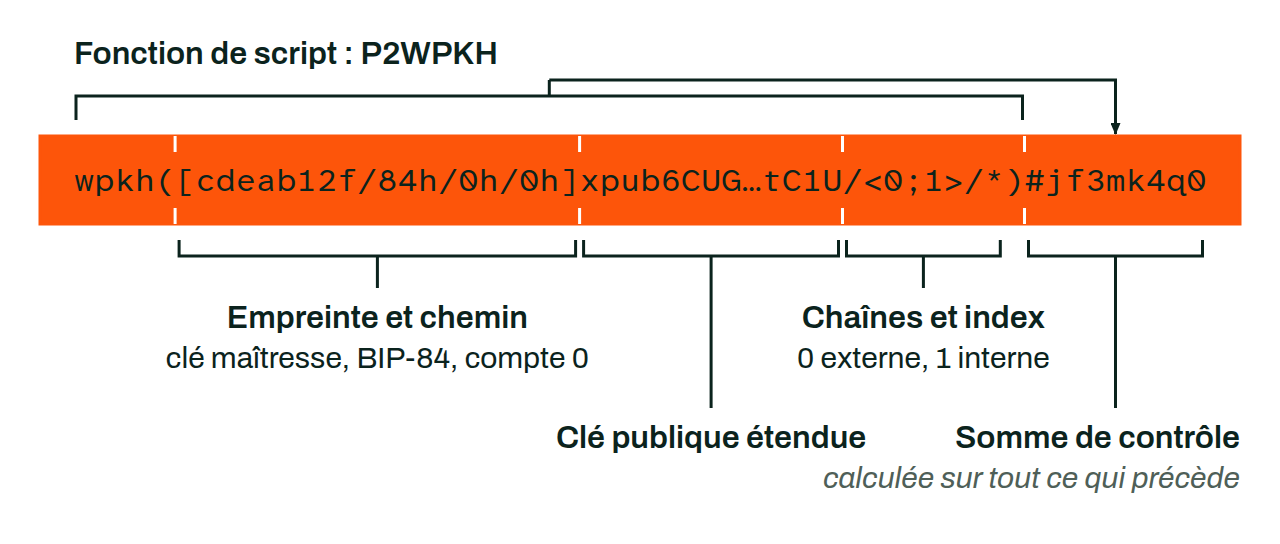 Fonction de script : P2WPKH
wpkh([cdeab12f/84h/0h/0h]xpub6CUG…tC1U/<0;1>/*)#jf3mk4q0
Empreinte et chemin
clé maîtresse, BIP-84, compte 0
Chaînes et index
0 externe, 1 interne
Clé publique étendue
Somme de contrôle
calculée sur tout ce qui précède